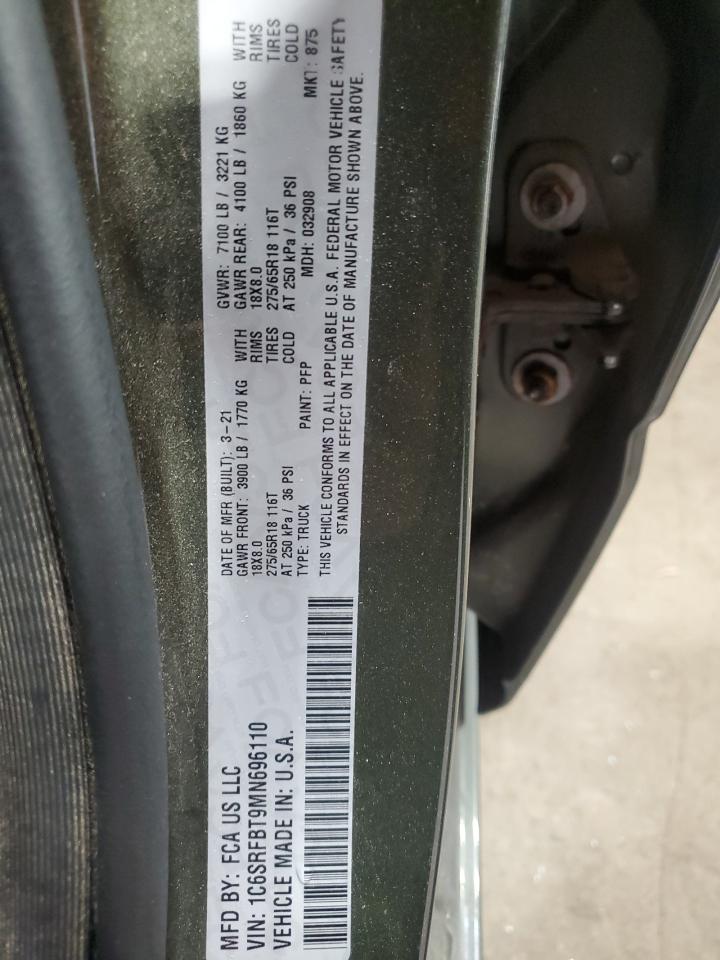 MFD BY: FCA US LLC
VIN: 1C6SRFBT9MN696110
VEHICLE MADE IN: U.S.A.
DATE OF MFR (BUILT): 3-21 GVWR: 7100 LB / 3221 KG
GAWR FRONT: 3900 LB / 1770 KG WITH GAWR REAR: 4100 LB / 1860 KG WITH
18X8.0 RIMS 18X8.0 RIMS
275/65R18 116T TIRES 275/65R18 116T TIRES
AT 250 kPa / 36 PSI COLD AT 250 kPa / 36 PSI COLD
TYPE: TRUCK PAINT: PFP MDH: 032908 MKT: 875
THIS VEHICLE CONFORMS TO ALL APPLICABLE U.S.A. FEDERAL MOTOR VEHICLE SAFETY
STANDARDS IN EFFECT ON THE DATE OF MANUFACTURE SHOWN ABOVE.